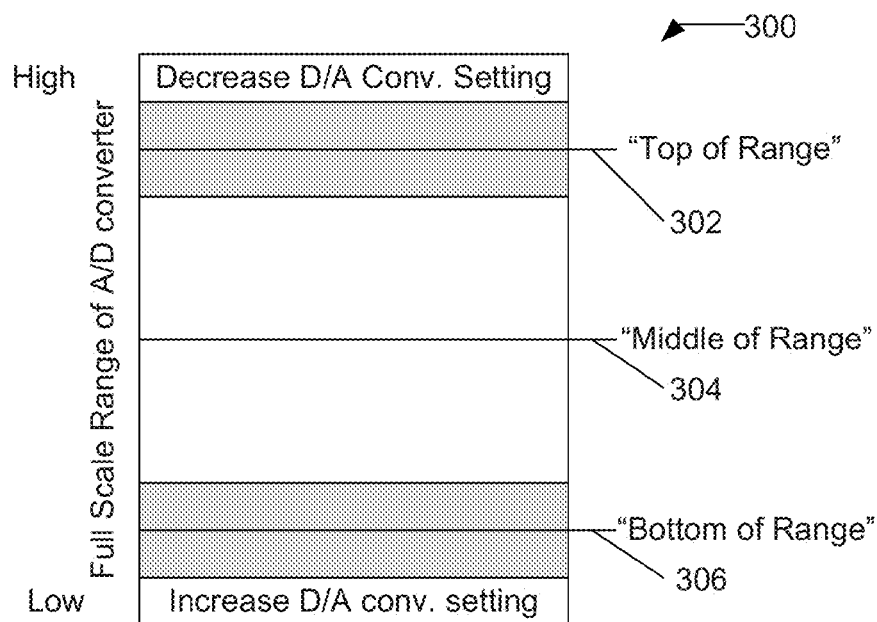 300
High
Decrease D/A Conv. Setting
"Top of Range"
302
Full Scale Range of A/D converter
"Middle of Range"
304
"Bottom of Range"
306
Low
Increase D/A conv. setting